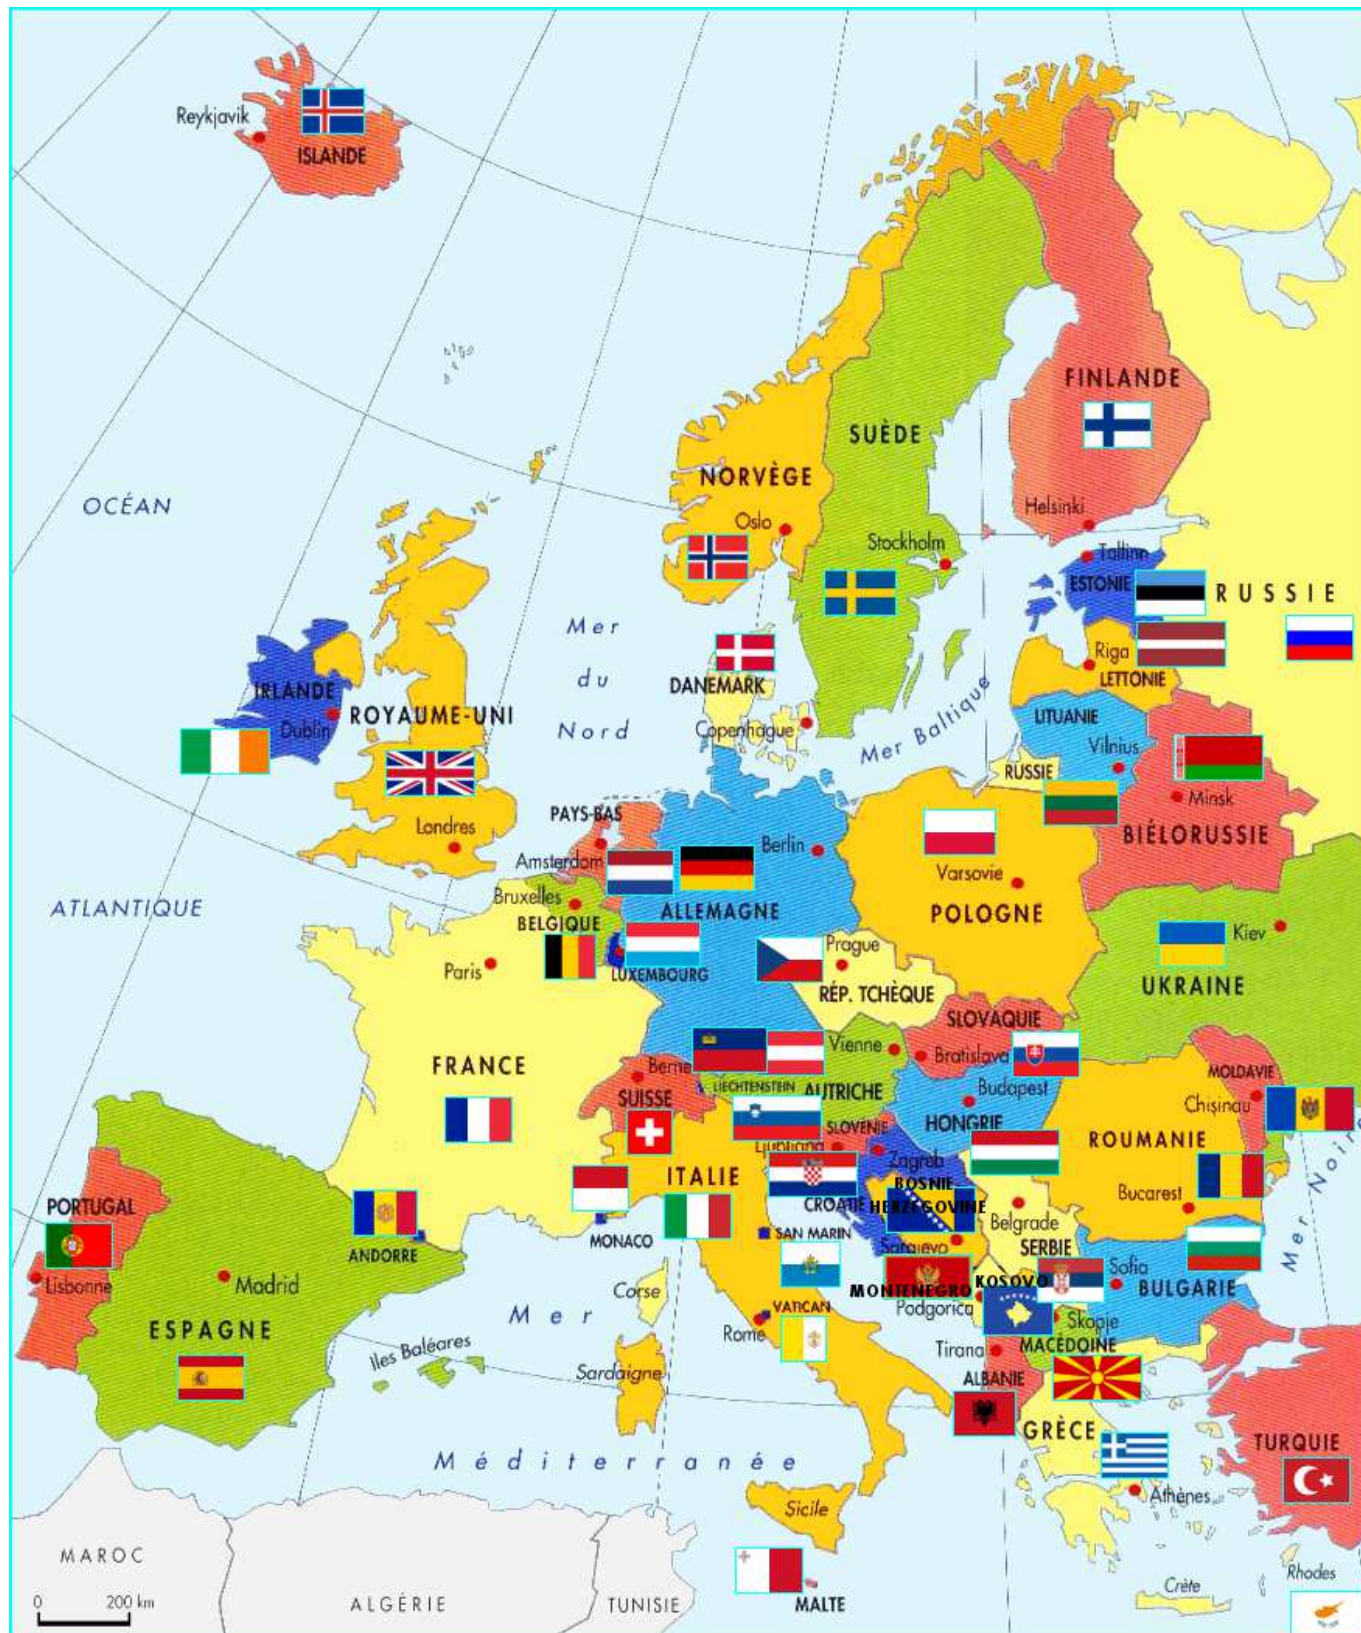 Reykjavik
ISLANDE
FINLANDE
SUÈDE
NORVÈGE
OCÉAN
Helsinki
Oslo
Stockholm
Tallinn
ESTONIE
RUSSIE
Mer
du
Nord
Riga
LETTONIE
DANEMARK
IRLANDE
Dublin
ROYAUME-UNI
Copenhague
Mer Baltique
LITUANIE
Vilnius
RUSSIE
Minsk
BIÉLORUSSIE
PAYS-BAS
Londres
Amsterdam
Berlin
Varsovie
Bruxelles
ATLANTIQUE
BELGIQUE
ALLEMAGNE
POLOGNE
Kiev
Paris
LUXEMBOURG
Prague
RÉP. TCHÈQUE
UKRAINE
SLOVAQUIE
Vienne
Bratislava
FRANCE
Berne
LIECHTENSTEIN
AUTRICHE
Budapest
MOLDAVIE
SUISSE
Chişinau
SLOVÉNIE
HONGRIE
Ljubljana
ROUMANIE
Zagreb
ITALIE
BOSNIE
HERZEGOVINE
CROATIE
Bucarest
PORTUGAL
MONACO
SAN MARIN
Belgrade
SERBIE
Mer Noire
ANDORRE
Sarajevo
Lisbonne
Madrid
Corse
MONTENEGRO
KOSOVO
Sofia
BULGARIE
Podgorica
Mer
VATICAN
Rome
Skopje
ESPAGNE
Iles Baléares
Sardaigne
Tirana
MACÉDOINE
ALBANIE
GRÈCE
TURQUIE
Méditerranée
Athènes
Sicile
MAROC
ALGÉRIE
TUNISIE
MALTE
Crète
Rhodes
0 200 km